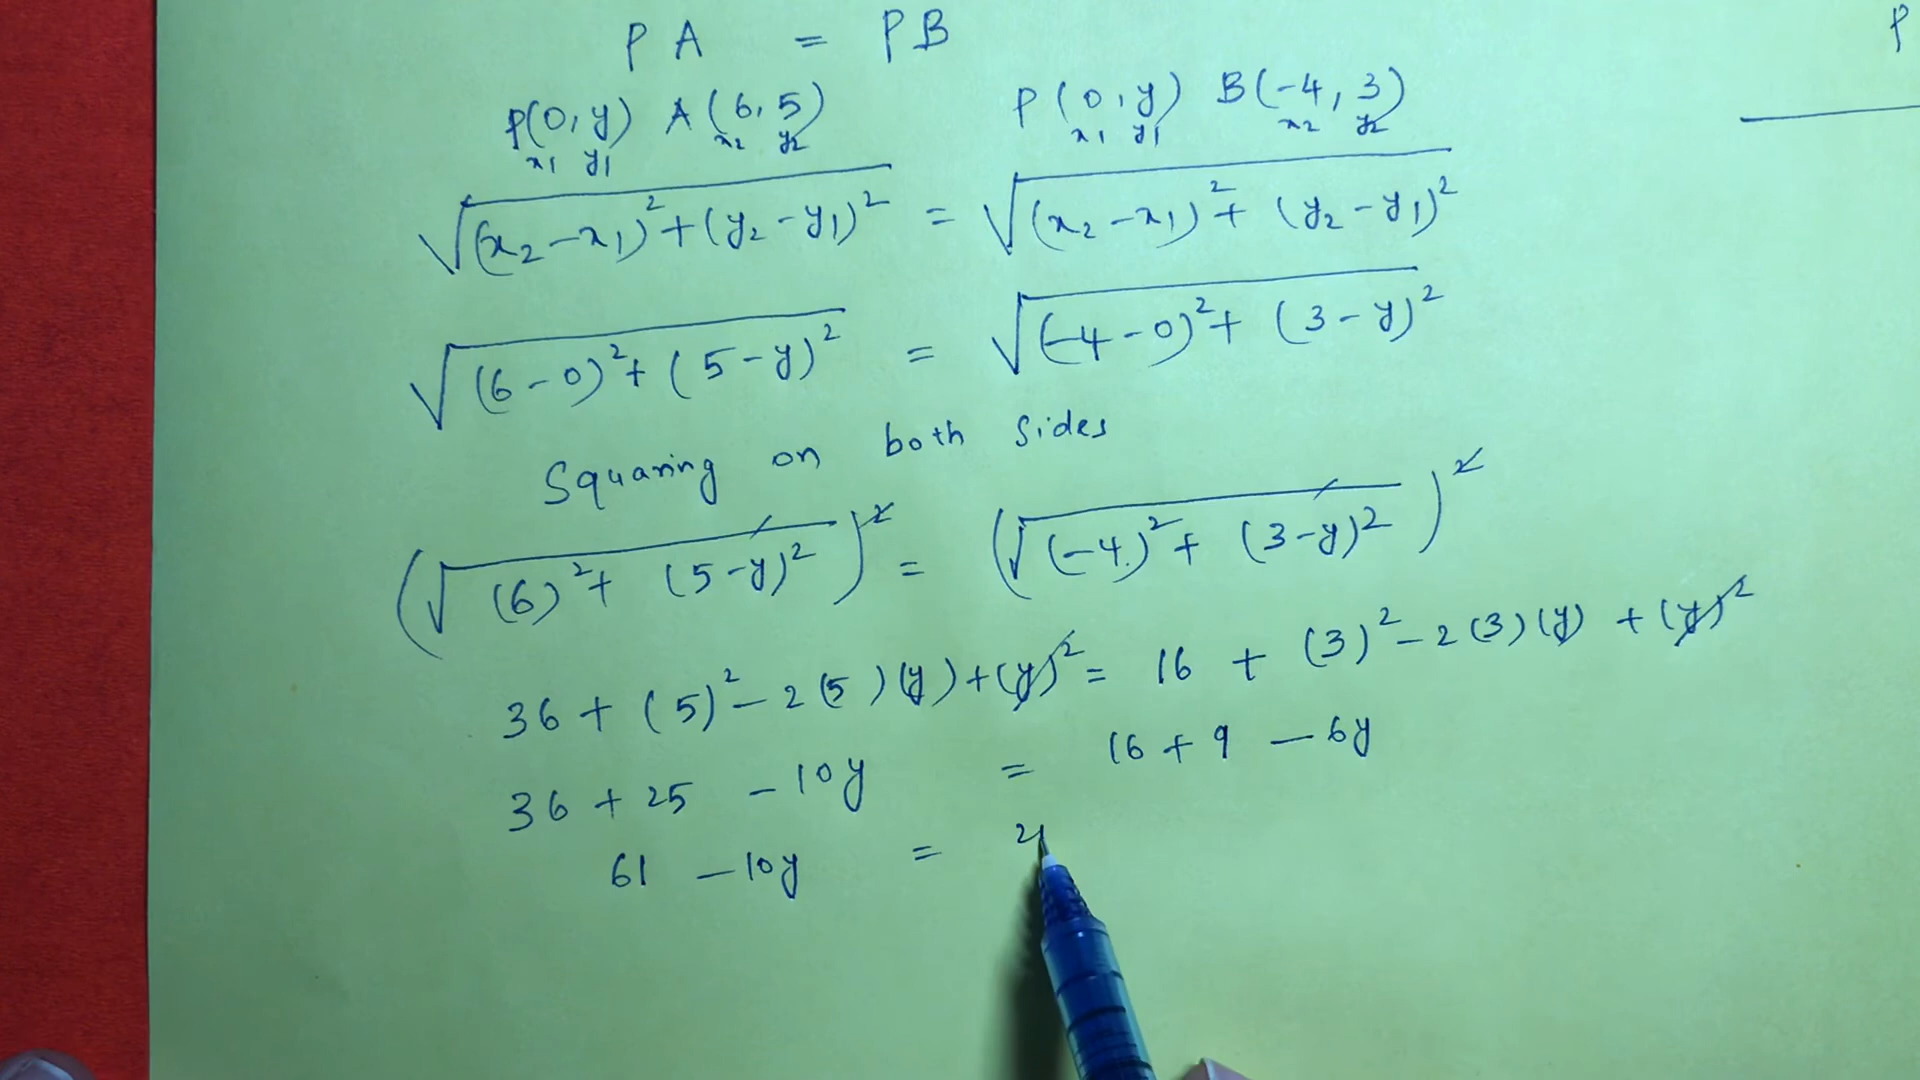 PA = PB
P
P(0, y) A(6, 5) P(0, y) B(-4, 3)
x1 y1 x2 y2 x1 y1 x2 y2
√((x2-x1)²+(y2-y1)²) = √((x2-x1)²+(y2-y1)²)
√((6-0)²+(5-y)²) = √((-4-0)²+(3-y)²)
Squaring on both sides
(√((6)²+(5-y)²))² = (√((-4)²+(3-y)²))²
36+(5)²-2(5)(y)+(y)² = 16+(3)²-2(3)(y)+(y)²
36+25-10y = 16+9-6y
61-10y = 2